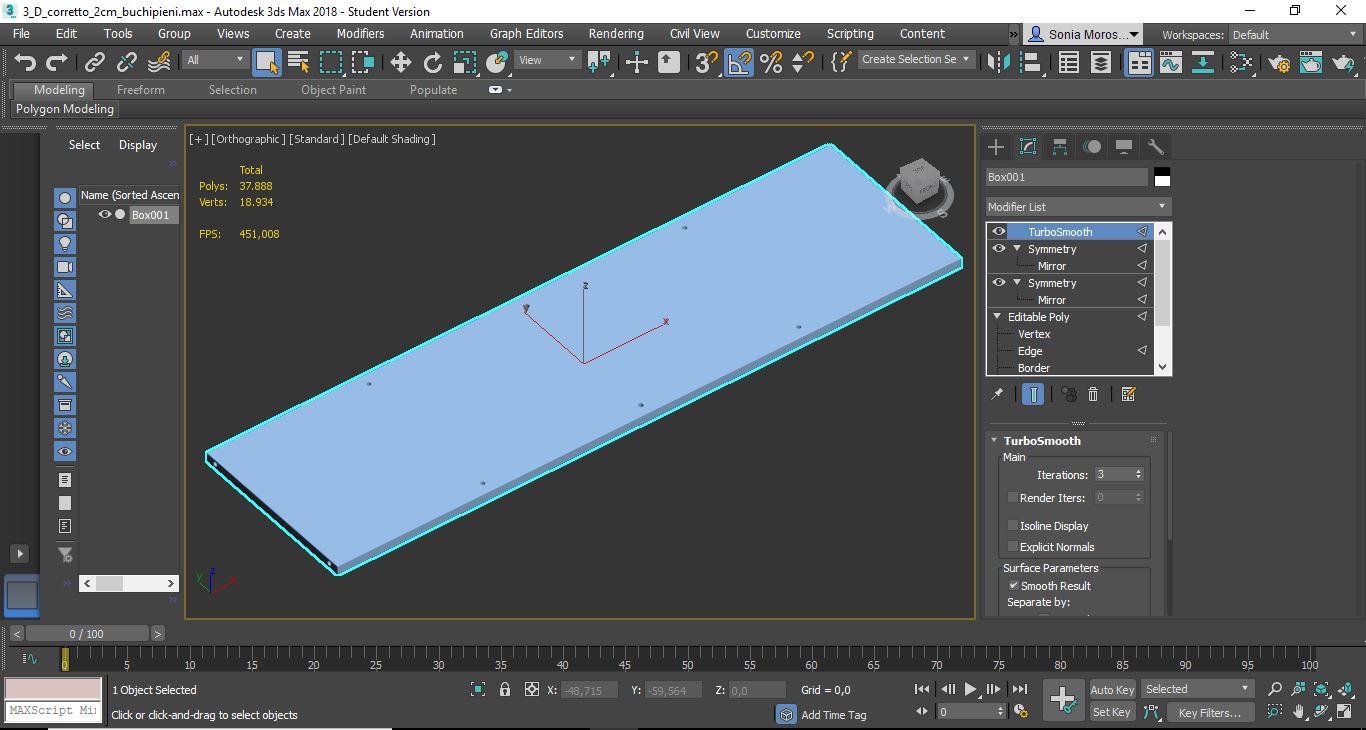 3_D_corretto_2cm_buchipieni.max - Autodesk 3ds Max 2018 - Student Version
File Edit Tools Group Views Create Modifiers Animation Graph Editors Rendering Civil View Customize Scripting Content » Sonia Moros... Workspaces: Default
All View Create Selection Se
Modeling Freeform Selection Object Paint Populate
Polygon Modeling
Select Display
Name (Sorted Ascen
Box001
[+] [Orthographic] [Standard] [Default Shading]
Total
Polys: 37.888
Verts: 18.934
FPS: 451,008
z
y
x
Box001
Modifier List
TurboSmooth
Symmetry
Mirror
Symmetry
Mirror
Editable Poly
Vertex
Edge
Border
TurboSmooth
Main
Iterations: 3
Render Iters: 0
Isoline Display
Explicit Normals
Surface Parameters
Smooth Result
Separate by:
0 / 100
0 5 10 15 20 25 30 35 40 45 50 55 60 65 70 75 80 85 90 95 100
1 Object Selected X: -48,715 Y: -59,564 Z: 0,0 Grid = 0,0 Auto Key Selected
MAXScript Mi Click or click-and-drag to select objects Add Time Tag 0 Set Key Key Filters...